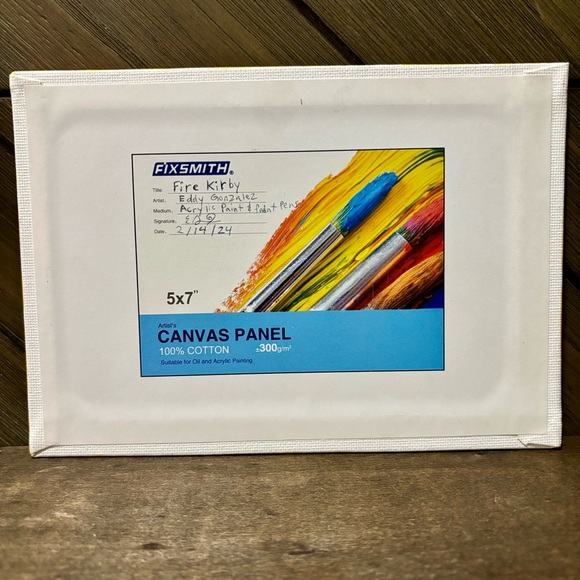 FIXSMITH®
Title: Fire Kirby
Artist: Eddy Gonzalez
Medium: Acrylic Paint & Paint Pens
Signature:
Date: 2/14/24
5x7"
Artist's
CANVAS PANEL
100% COTTON ±300g/m²
Suitable for Oil and Acrylic Painting